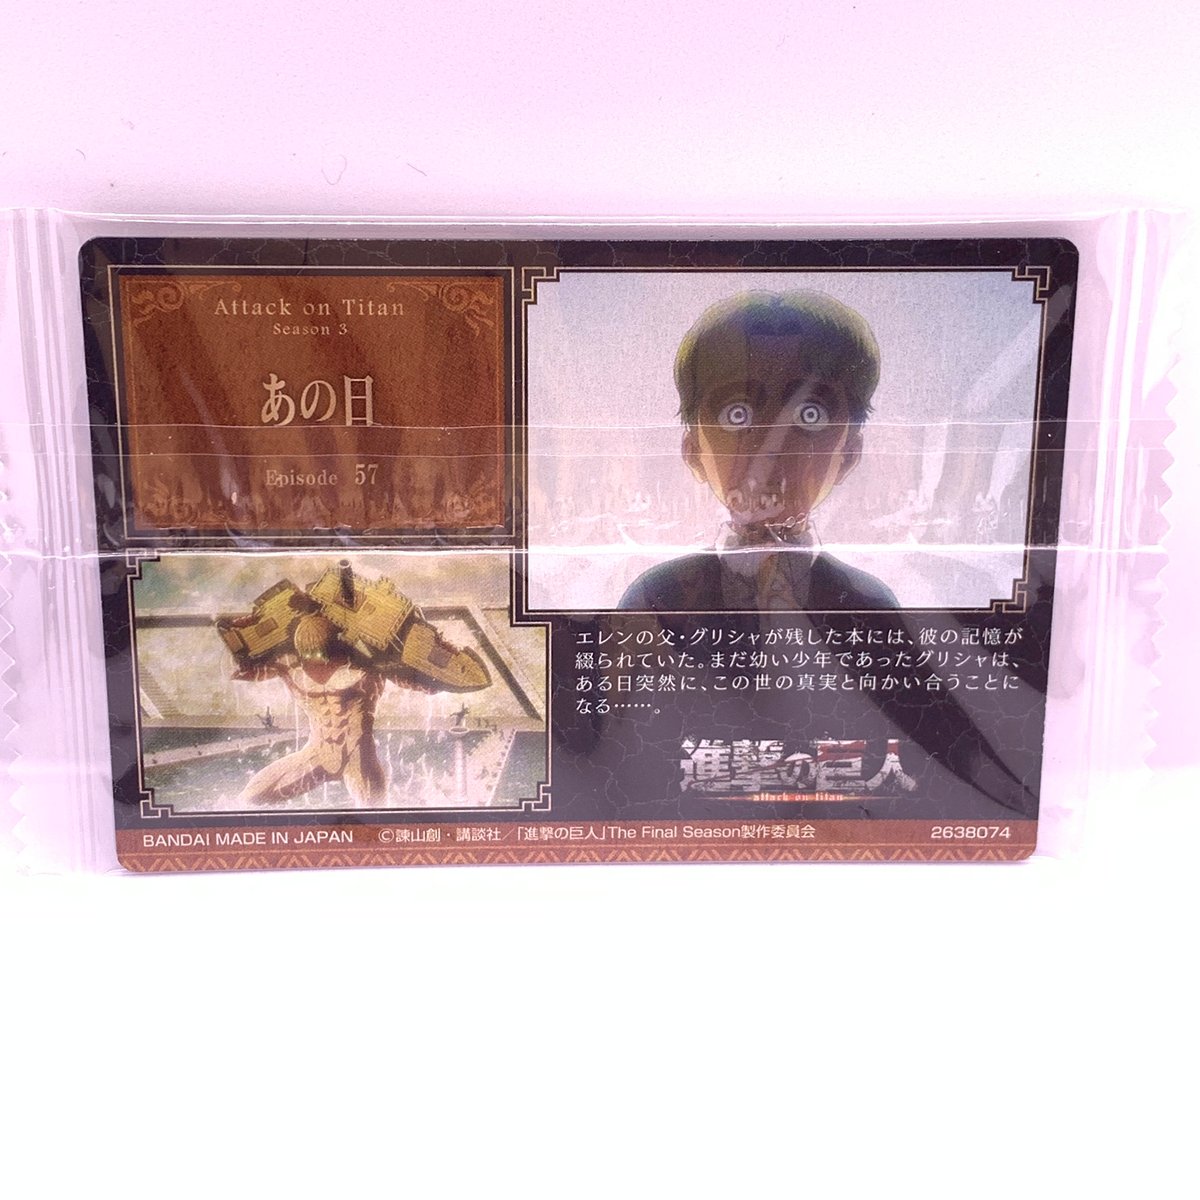 Attack on Titan
Season 3
あの日
Episode 57
エレンの父・グリシャが残した本には、彼の記憶が
綴られていた。まだ幼い少年であったグリシャは、
ある日突然に、この世の真実と向かい合うことに
なる……。
進撃の巨人
attack on titan
BANDAI MADE IN JAPAN ©諫山創・講談社/「進撃の巨人」The Final Season製作委員会 2638074